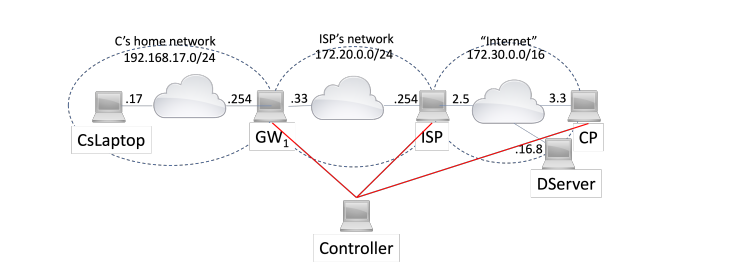 C's home network
192.168.17.0/24
ISP's network
172.20.0.0/24
“Internet”
172.30.0.0/16
.17
.254
.33
.254
2.5
3.3
CsLaptop
GW1
ISP
CP
.16.8
DServer
Controller